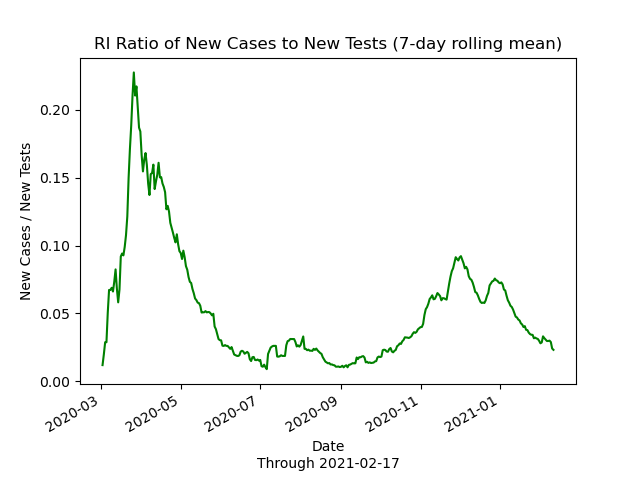 RI Ratio of New Cases to New Tests (7-day rolling mean)
New Cases / New Tests
0.20
0.15
0.10
0.05
0.00
2020-03
2020-05
2020-07
2020-09
2020-11
2021-01
Date
Through 2021-02-17